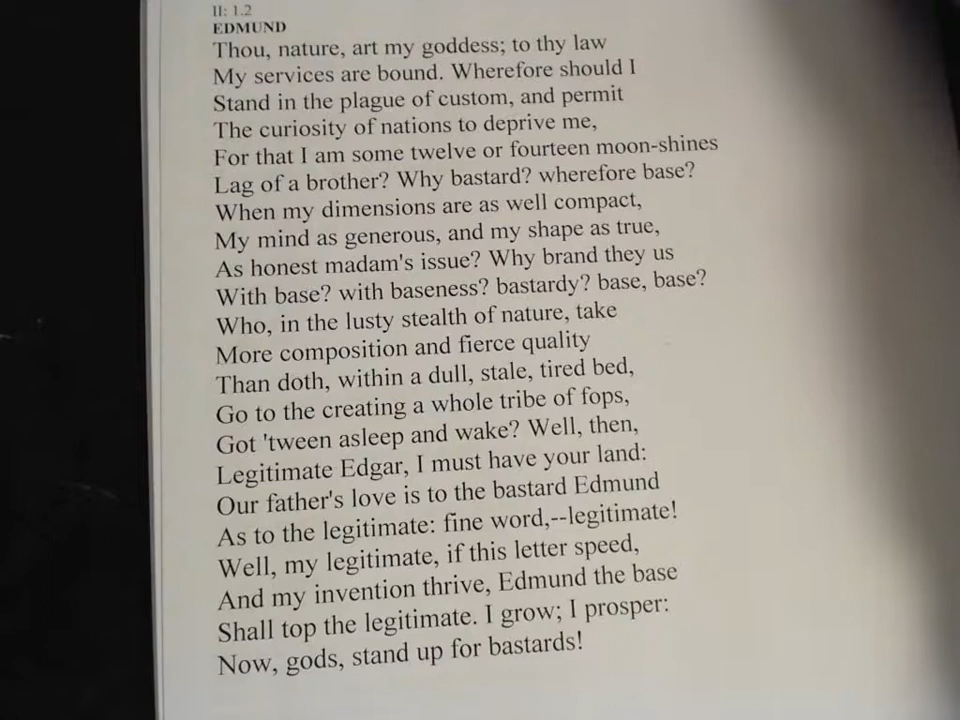 II: 1.2
EDMUND
Thou, nature, art my goddess; to thy law
My services are bound. Wherefore should I
Stand in the plague of custom, and permit
The curiosity of nations to deprive me,
For that I am some twelve or fourteen moon-shines
Lag of a brother? Why bastard? wherefore base?
When my dimensions are as well compact,
My mind as generous, and my shape as true,
As honest madam's issue? Why brand they us
With base? with baseness? bastardy? base, base?
Who, in the lusty stealth of nature, take
More composition and fierce quality
Than doth, within a dull, stale, tired bed,
Go to the creating a whole tribe of fops,
Got 'tween asleep and wake? Well, then,
Legitimate Edgar, I must have your land:
Our father's love is to the bastard Edmund
As to the legitimate: fine word,--legitimate!
Well, my legitimate, if this letter speed,
And my invention thrive, Edmund the base
Shall top the legitimate. I grow; I prosper:
Now, gods, stand up for bastards!